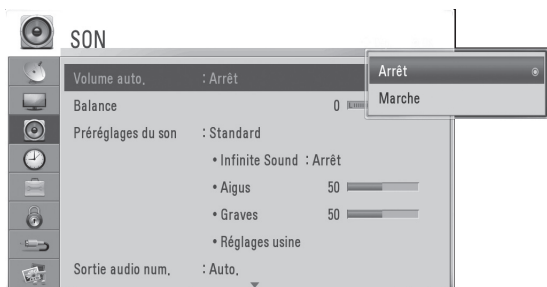 SON
Volume auto. : Arrêt
Arrêt
Marche
Balance 0
Préréglages du son : Standard
• Infinite Sound : Arrêt
• Aigus 50
• Graves 50
• Réglages usine
Sortie audio num. : Auto.